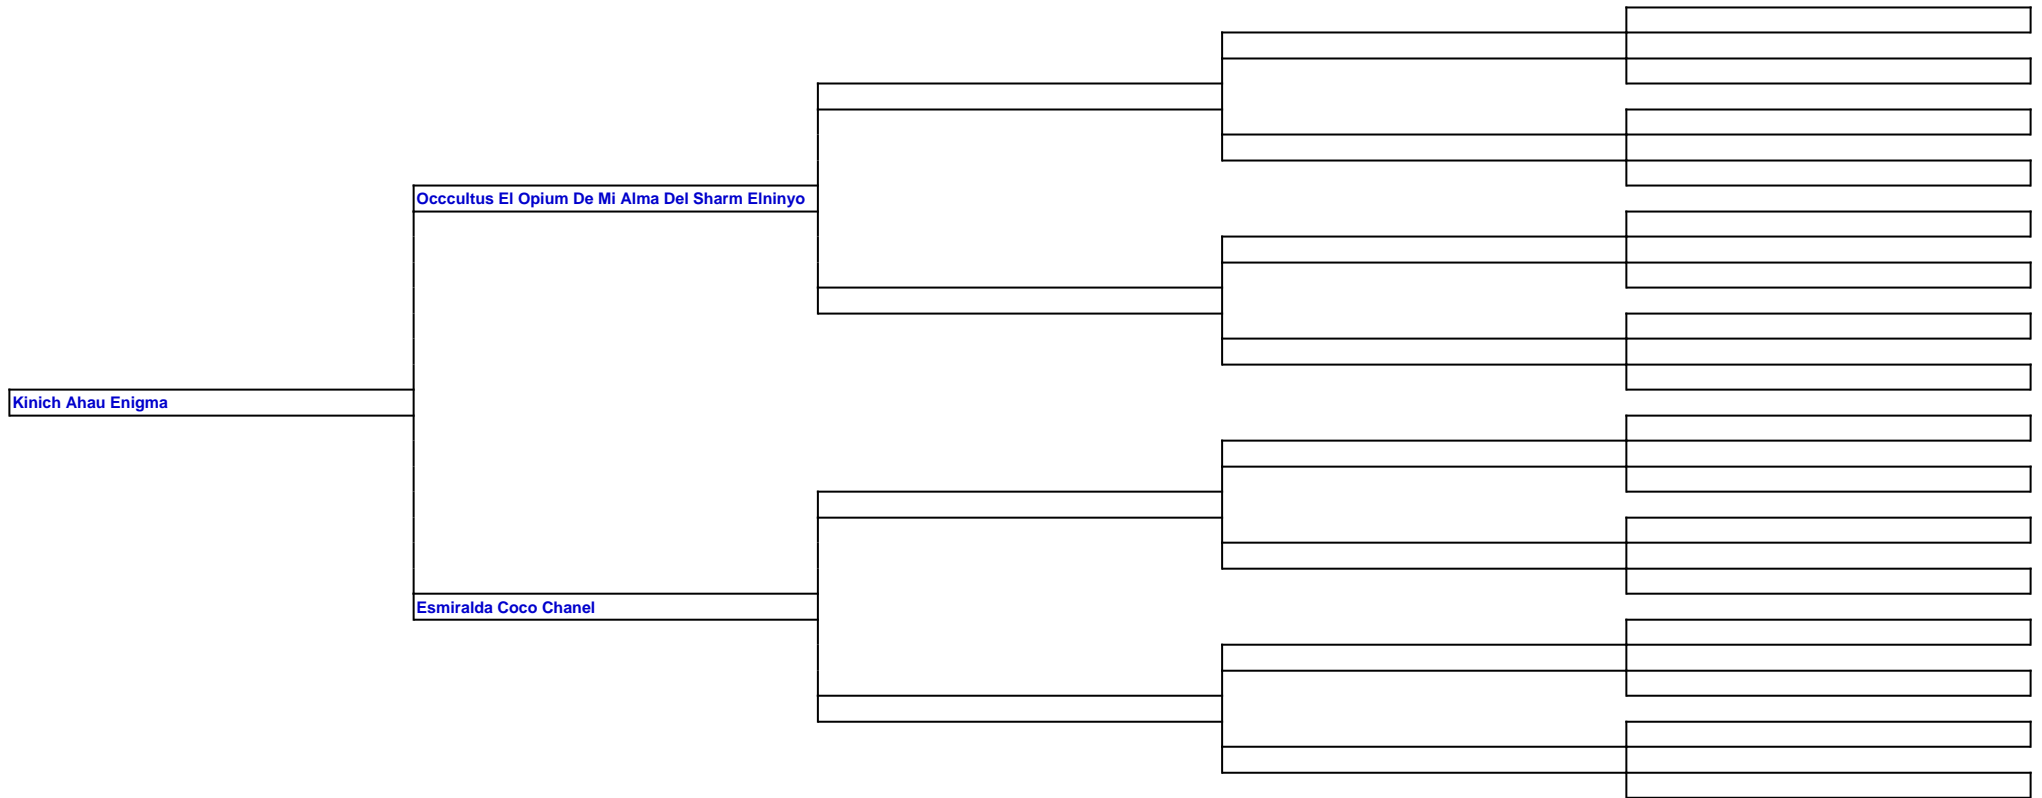 Occcultus El Opium De Mi Alma Del Sharm Elninyo
Kinich Ahau Enigma
Esmiralda Coco Chanel